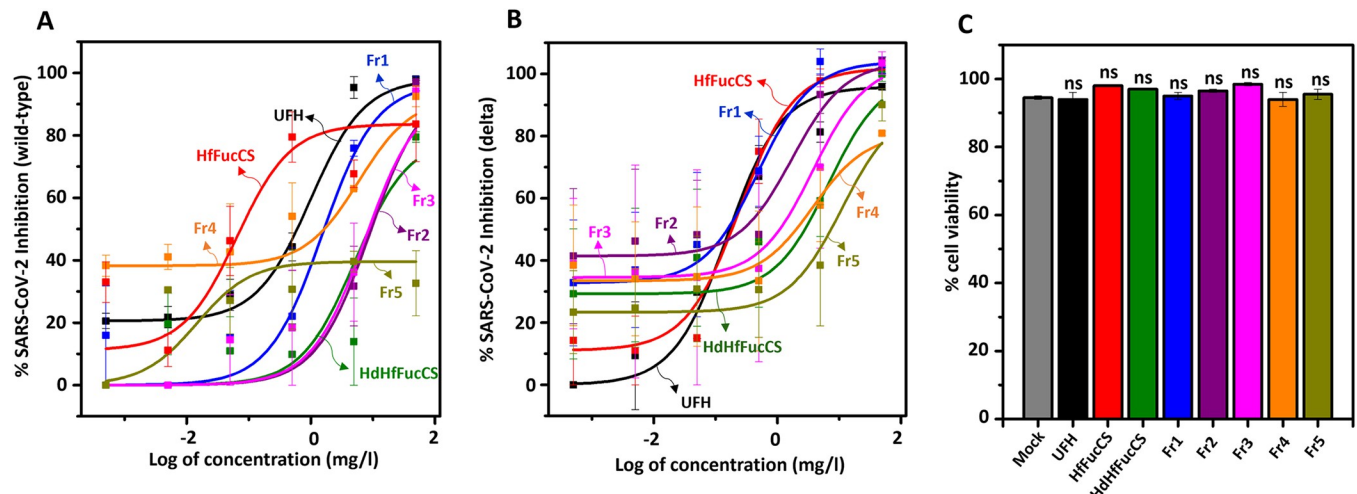 A
% SARS-CoV-2 Inhibition (wild-type)
100
80
60
40
20
0
-2
0
2
Log of concentration (mg/l)
Fr1
UFH
HfFucCS
Fr4
Fr3
Fr2
Fr5
HdHfFucCS
B
% SARS-CoV-2 Inhibition (delta)
100
80
60
40
20
0
-2
0
2
Log of concentration (mg/l)
HfFucCS
Fr1
Fr2
Fr3
Fr4
Fr5
HdHfFucCS
UFH
C
% cell viability
100
80
60
40
20
0
ns
ns
ns
ns
ns
ns
ns
ns
Mock
UFH
HfFucCS
HdHfFucCS
Fr1
Fr2
Fr3
Fr4
Fr5